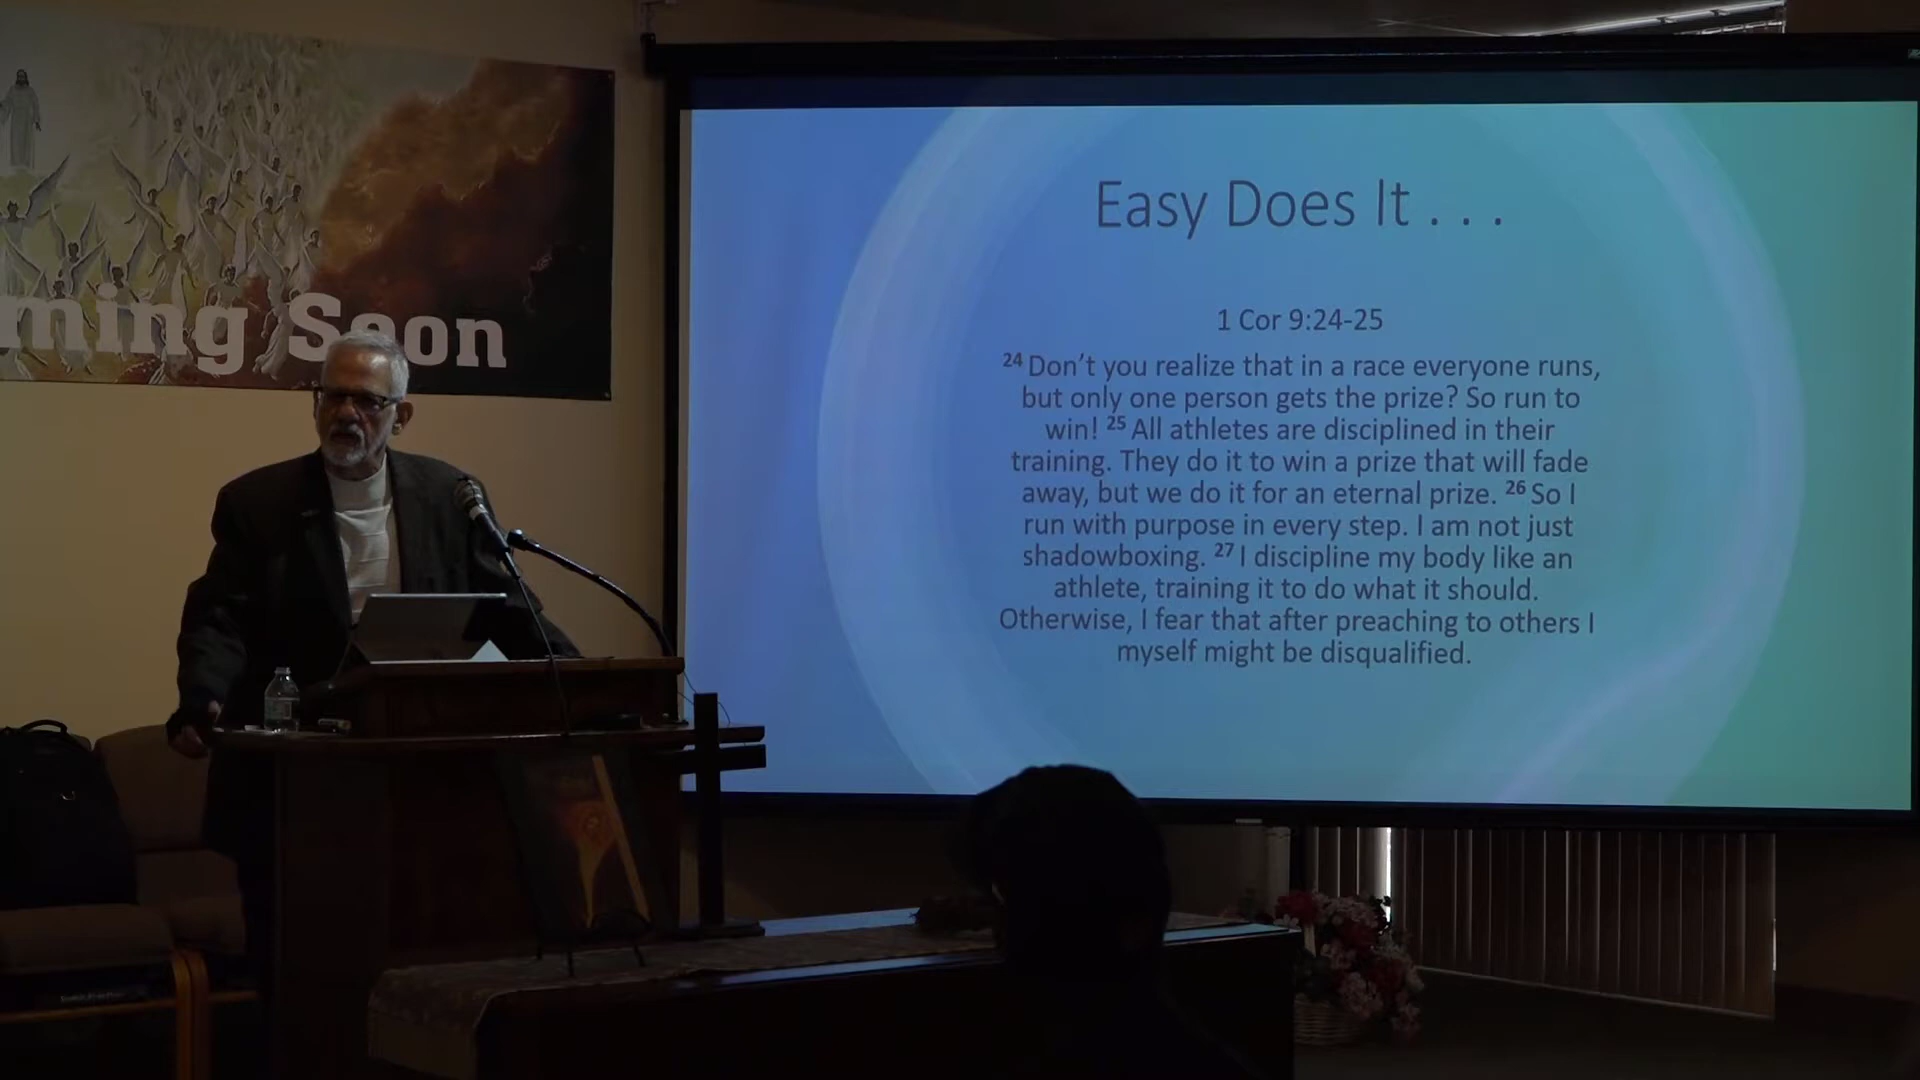 ming Soon
Easy Does It . . .
1 Cor 9:24-25
24 Don't you realize that in a race everyone runs,
but only one person gets the prize? So run to
win! 25 All athletes are disciplined in their
training. They do it to win a prize that will fade
away, but we do it for an eternal prize. 26 So I
run with purpose in every step. I am not just
shadowboxing. 27 I discipline my body like an
athlete, training it to do what it should.
Otherwise, I fear that after preaching to others I
myself might be disqualified.